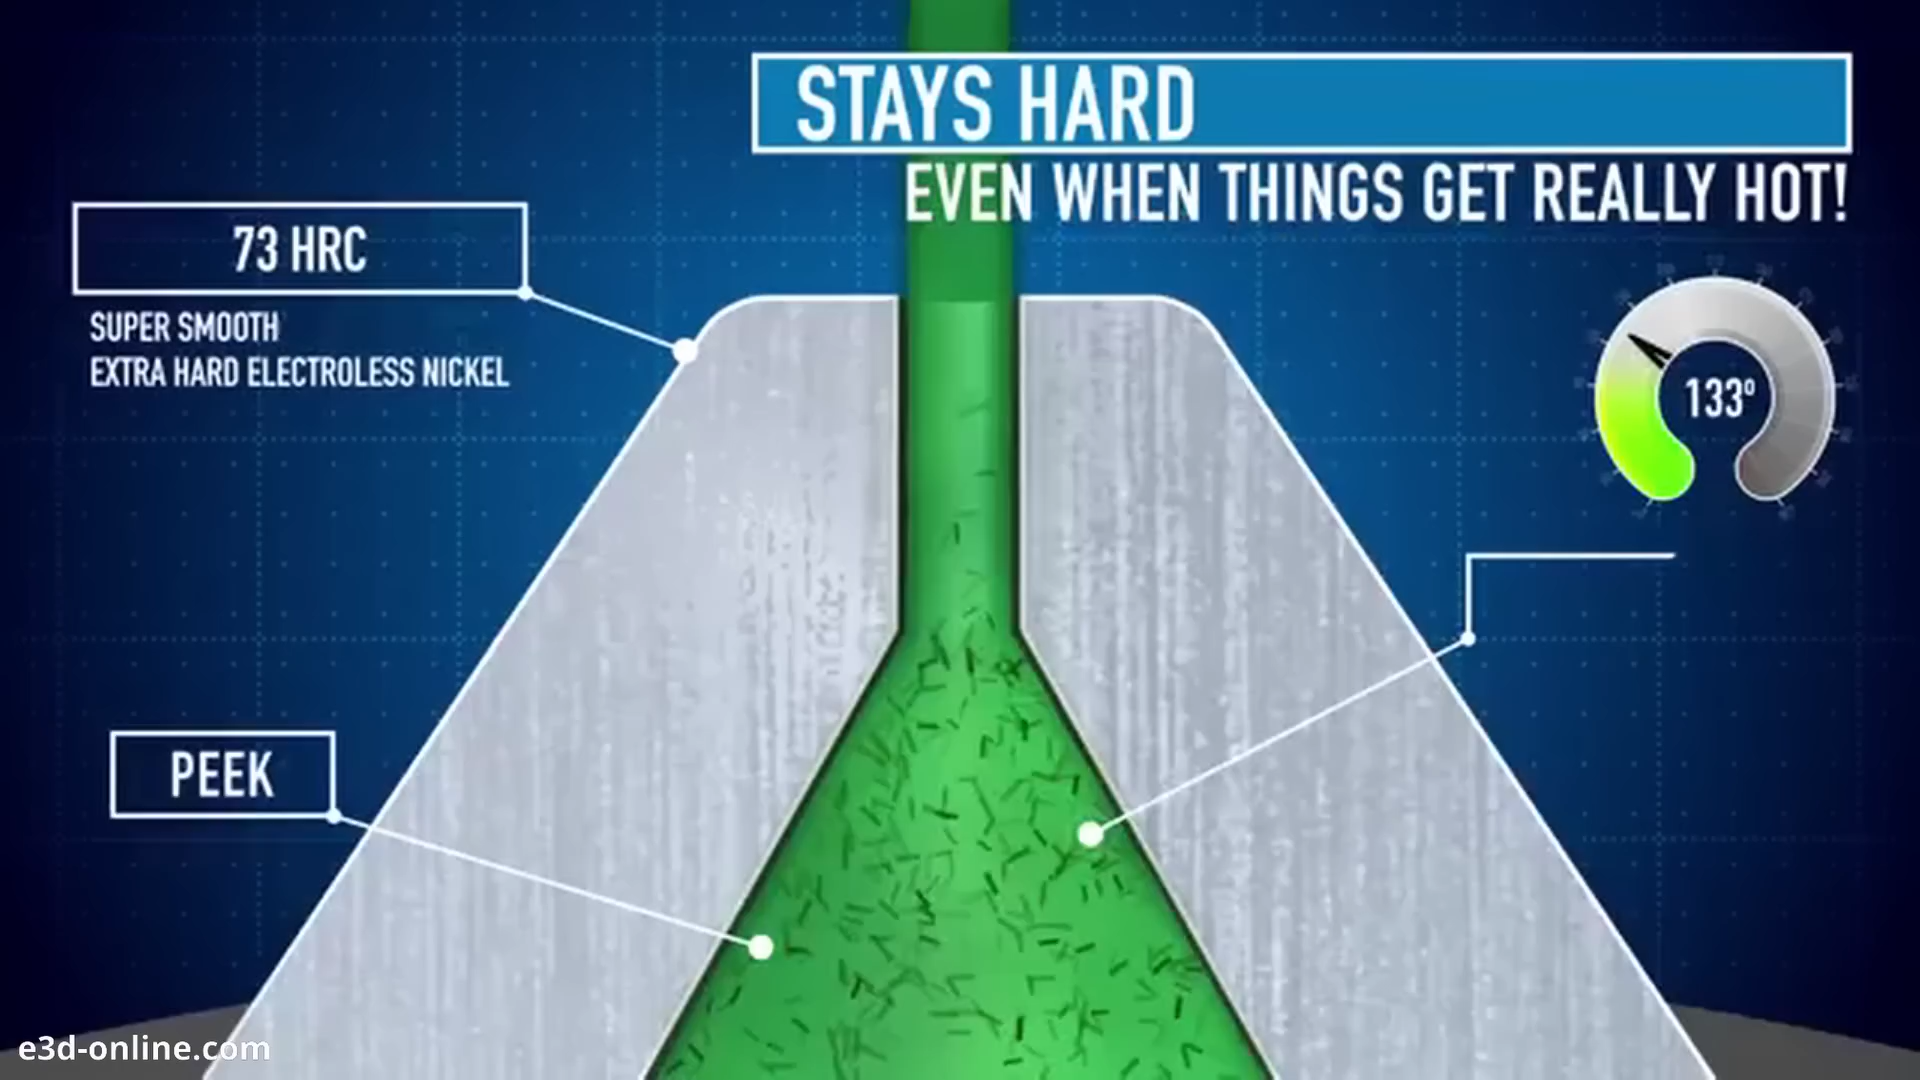 STAYS HARD
EVEN WHEN THINGS GET REALLY HOT!
73 HRC
SUPER SMOOTH
EXTRA HARD ELECTROLESS NICKEL
133º
PEEK
e3d-online.com